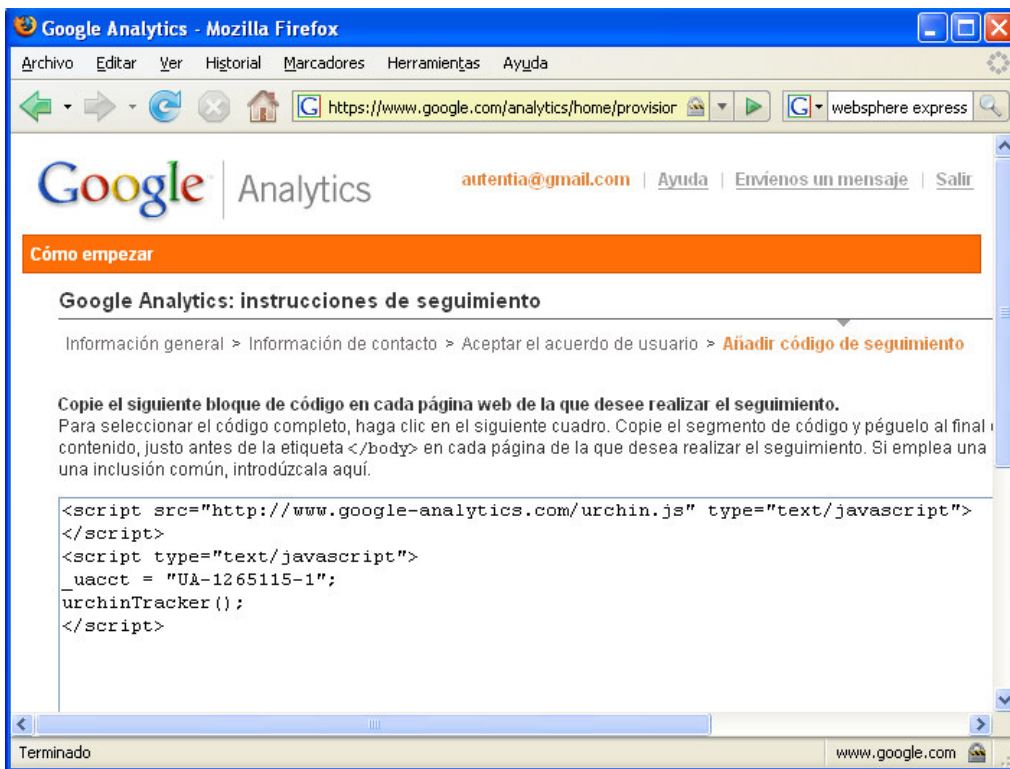 Google Analytics - Mozilla Firefox
Archivo Editar Ver Historial Marcadores Herramientas Ayuda
G https://www.google.com/analytics/home/provision G websphere express
Google Analytics autentia@gmail.com | Ayuda | Envíenos un mensaje | Salir
Cómo empezar
Google Analytics: instrucciones de seguimiento
Información general > Información de contacto > Aceptar el acuerdo de usuario > Añadir código de seguimiento
Copie el siguiente bloque de código en cada página web de la que desee realizar el seguimiento.
Para seleccionar el código completo, haga clic en el siguiente cuadro. Copie el segmento de código y péguelo al final
contenido, justo antes de la etiqueta </body> en cada página de la que desea realizar el seguimiento. Si emplea una
una inclusión común, introdúzcala aquí.
<script src="http://www.google-analytics.com/urchin.js" type="text/javascript">
</script>
<script type="text/javascript">
_uacct = "UA-1265115-1";
urchinTracker();
</script>
Terminado www.google.com